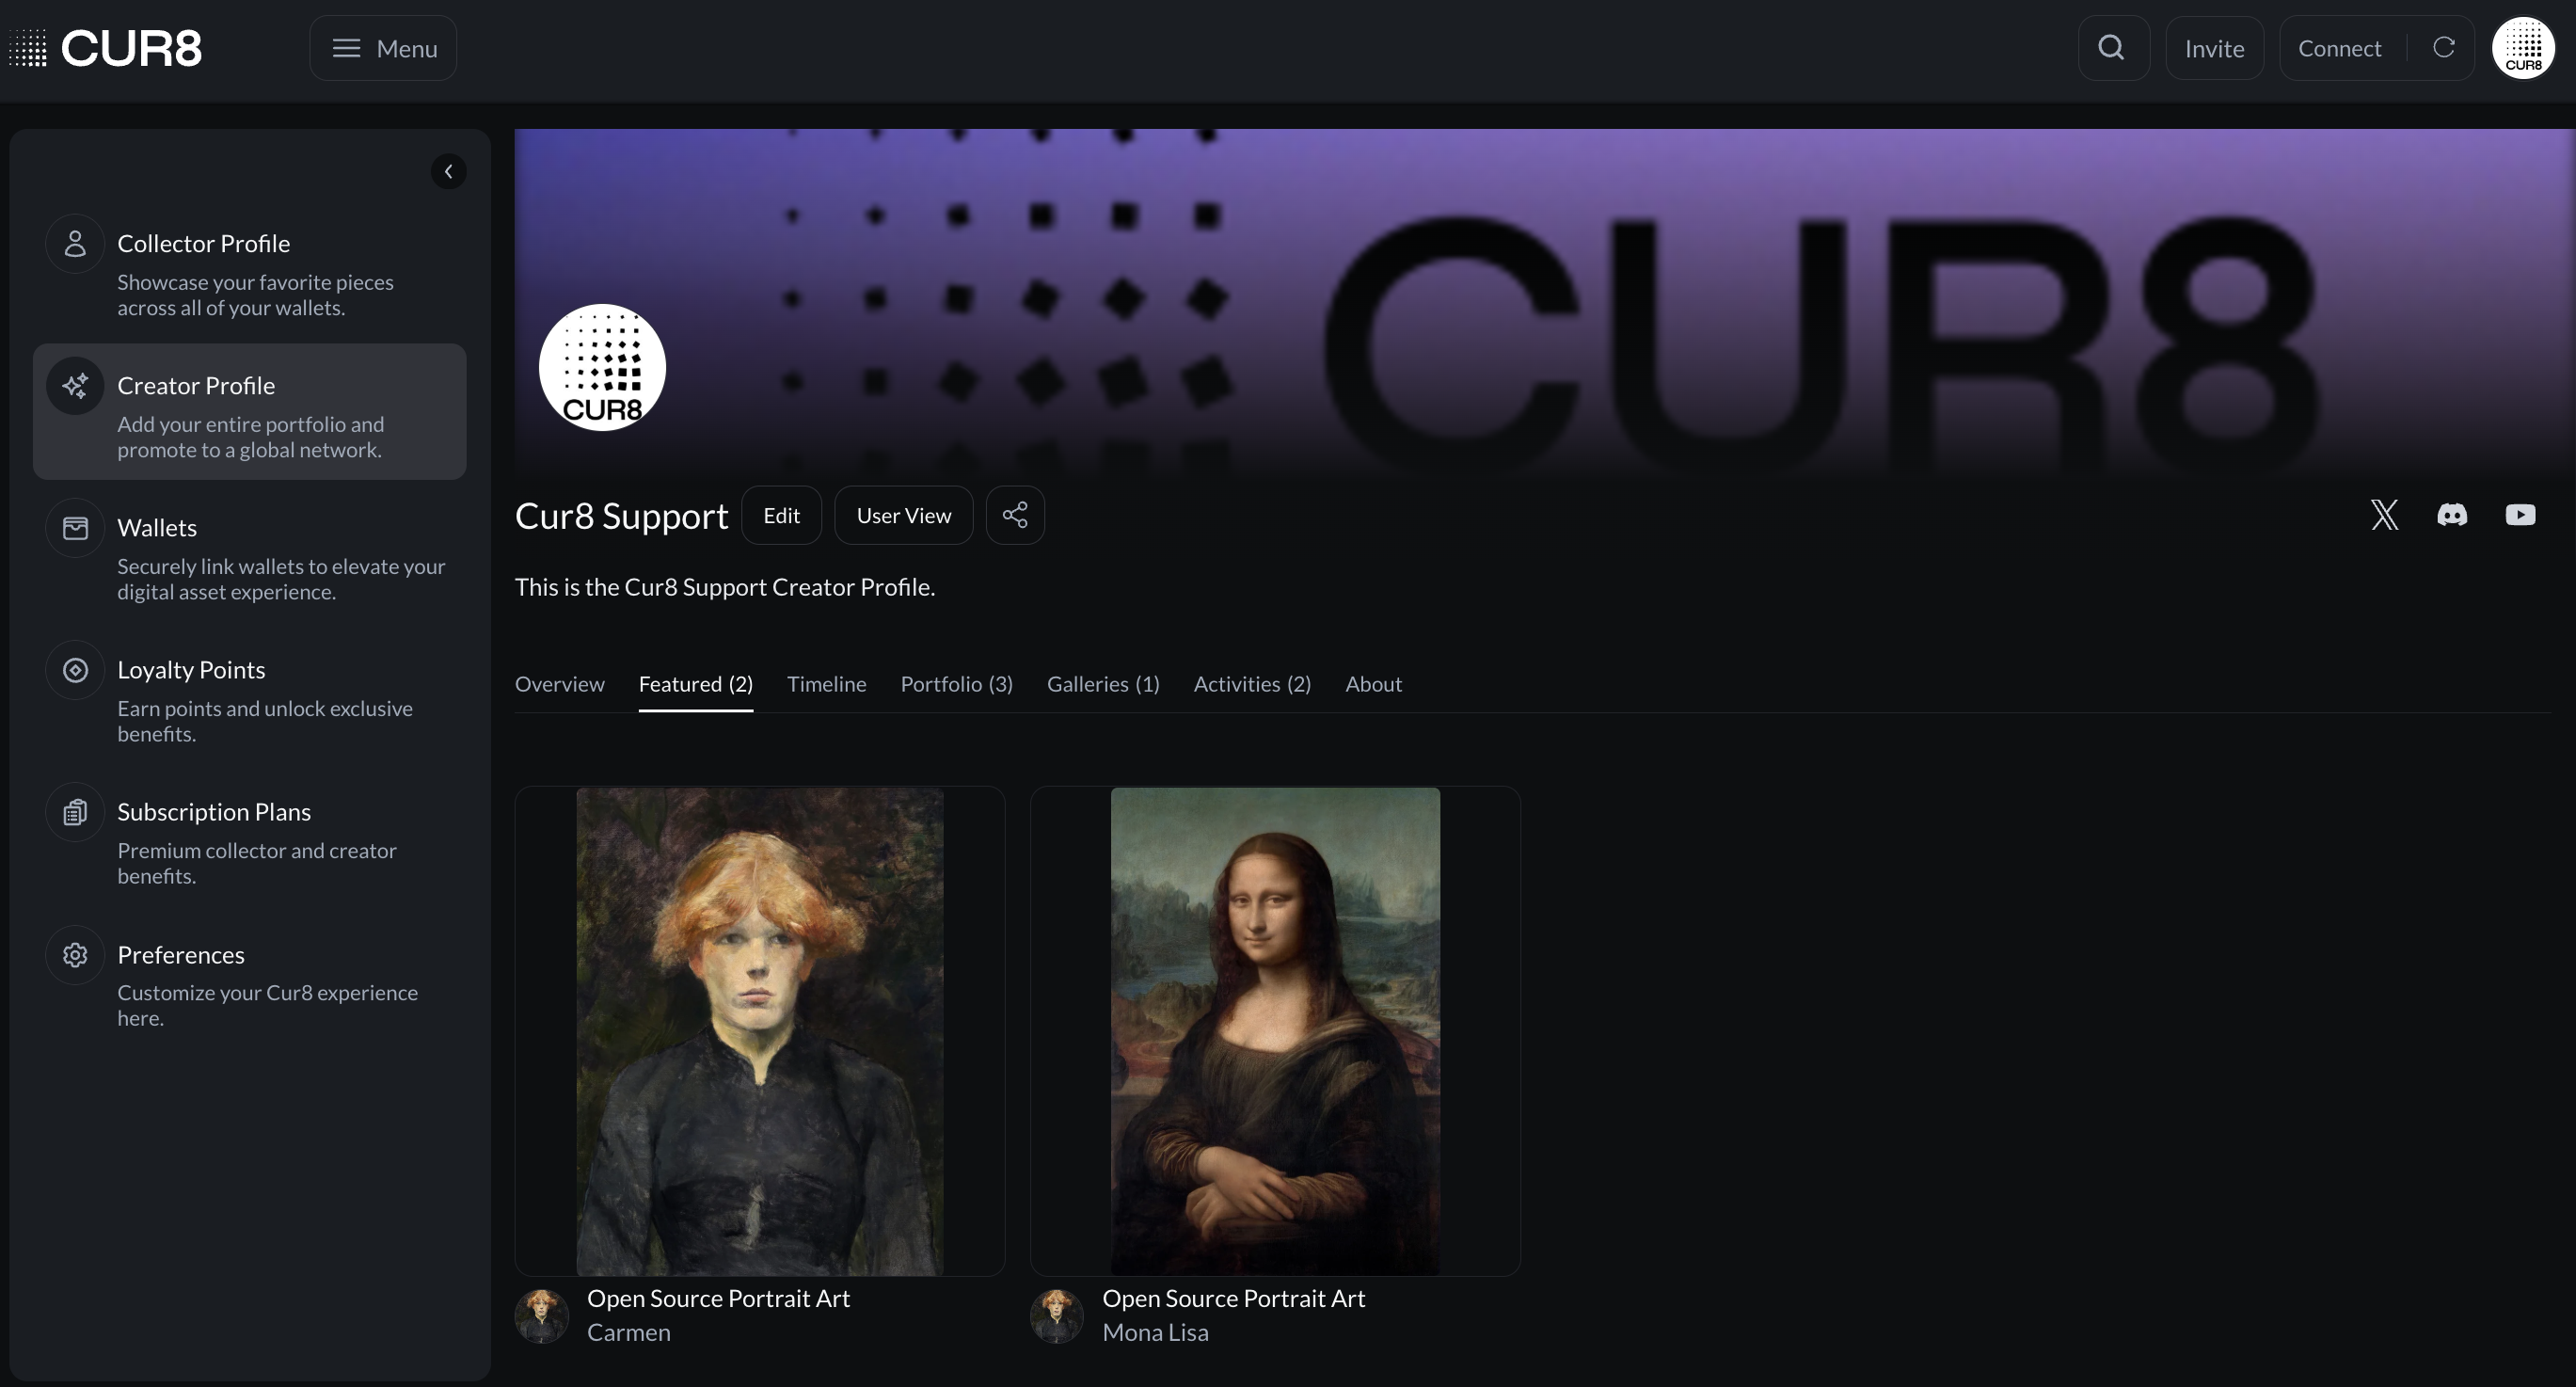 CUR8
Menu
Invite
Connect
CUR8
Collector Profile
Showcase your favorite pieces
across all of your wallets.
Creator Profile
Add your entire portfolio and
promote to a global network.
Wallets
Securely link wallets to elevate your
digital asset experience.
Loyalty Points
Earn points and unlock exclusive
benefits.
Subscription Plans
Premium collector and creator
benefits.
Preferences
Customize your Cur8 experience
here.
CUR8
CUR8
Cur8 Support
Edit
User View
This is the Cur8 Support Creator Profile.
Overview
Featured (2)
Timeline
Portfolio (3)
Galleries (1)
Activities (2)
About
Open Source Portrait Art
Carmen
Open Source Portrait Art
Mona Lisa